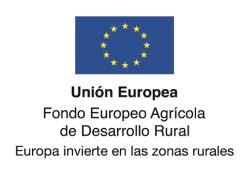 Unión Europea
Fondo Europeo Agrícola
de Desarrollo Rural
Europa invierte en las zonas rurales